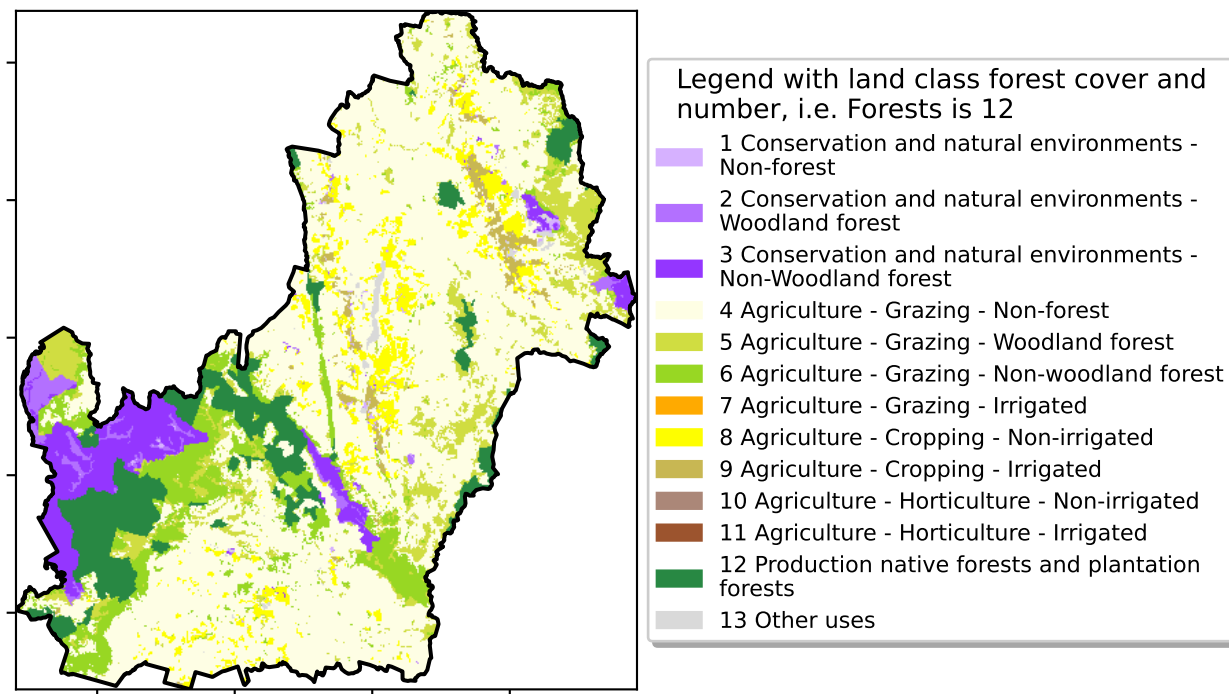 Legend with land class forest cover and
number, i.e. Forests is 12
1 Conservation and natural environments -
Non-forest
2 Conservation and natural environments -
Woodland forest
3 Conservation and natural environments -
Non-Woodland forest
4 Agriculture - Grazing - Non-forest
5 Agriculture - Grazing - Woodland forest
6 Agriculture - Grazing - Non-woodland forest
7 Agriculture - Grazing - Irrigated
8 Agriculture - Cropping - Non-irrigated
9 Agriculture - Cropping - Irrigated
10 Agriculture - Horticulture - Non-irrigated
11 Agriculture - Horticulture - Irrigated
12 Production native forests and plantation
forests
13 Other uses